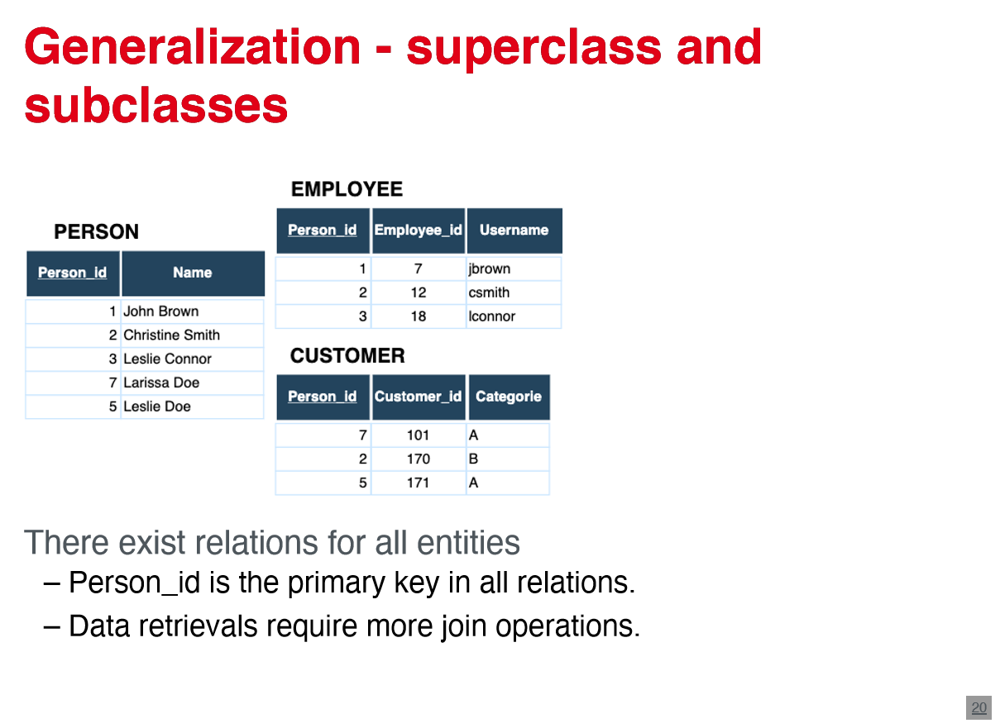 Generalization - superclass and
subclasses
EMPLOYEE
Person_id Employee_id Username
1 7 jbrown
2 12 csmith
3 18 lconnor
PERSON
Person_id Name
1 John Brown
2 Christine Smith
3 Leslie Connor
7 Larissa Doe
5 Leslie Doe
CUSTOMER
Person_id Customer_id Categorie
7 101 A
2 170 B
5 171 A
There exist relations for all entities
– Person_id is the primary key in all relations.
– Data retrievals require more join operations.
20